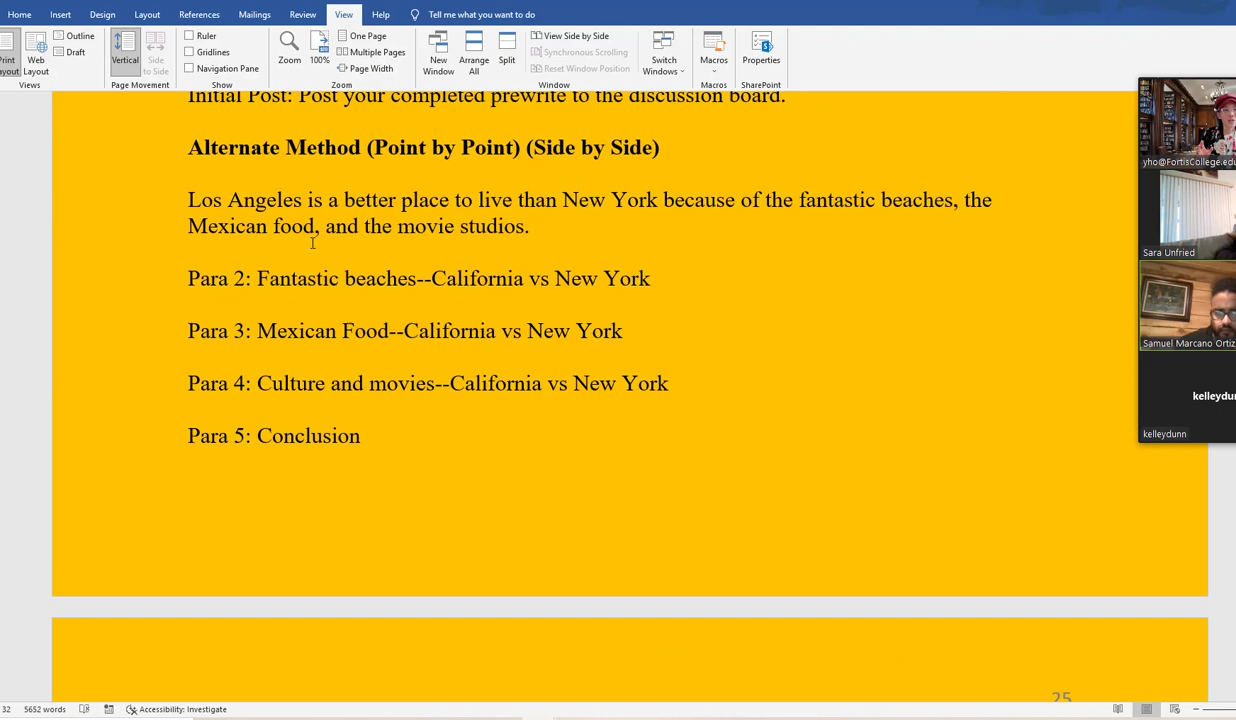 Home Insert Design Layout References Mailings Review View Help Tell me what you want to do
Outline Ruler One Page View Side by Side
Draft Gridlines Multiple Pages Synchronous Scrolling
Navigation Pane Page Width Reset Window Position
Web Layout Vertical Side to Side Zoom 100% New Window Arrange All Split Switch Windows Macros Properties
Views Page Movement Show Zoom Window Macros SharePoint
Initial Post: Post your completed prewrite to the discussion board.
Alternate Method (Point by Point) (Side by Side)
Los Angeles is a better place to live than New York because of the fantastic beaches, the
Mexican food, and the movie studios.
Para 2: Fantastic beaches--California vs New York
Para 3: Mexican Food--California vs New York
Para 4: Culture and movies--California vs New York
Para 5: Conclusion
yho@FortisCollege.edu
Sara Unfried
Samuel Marcano Ortiz
kelleydunn
kelleydunn
25
32 5652 words Accessibility: Investigate